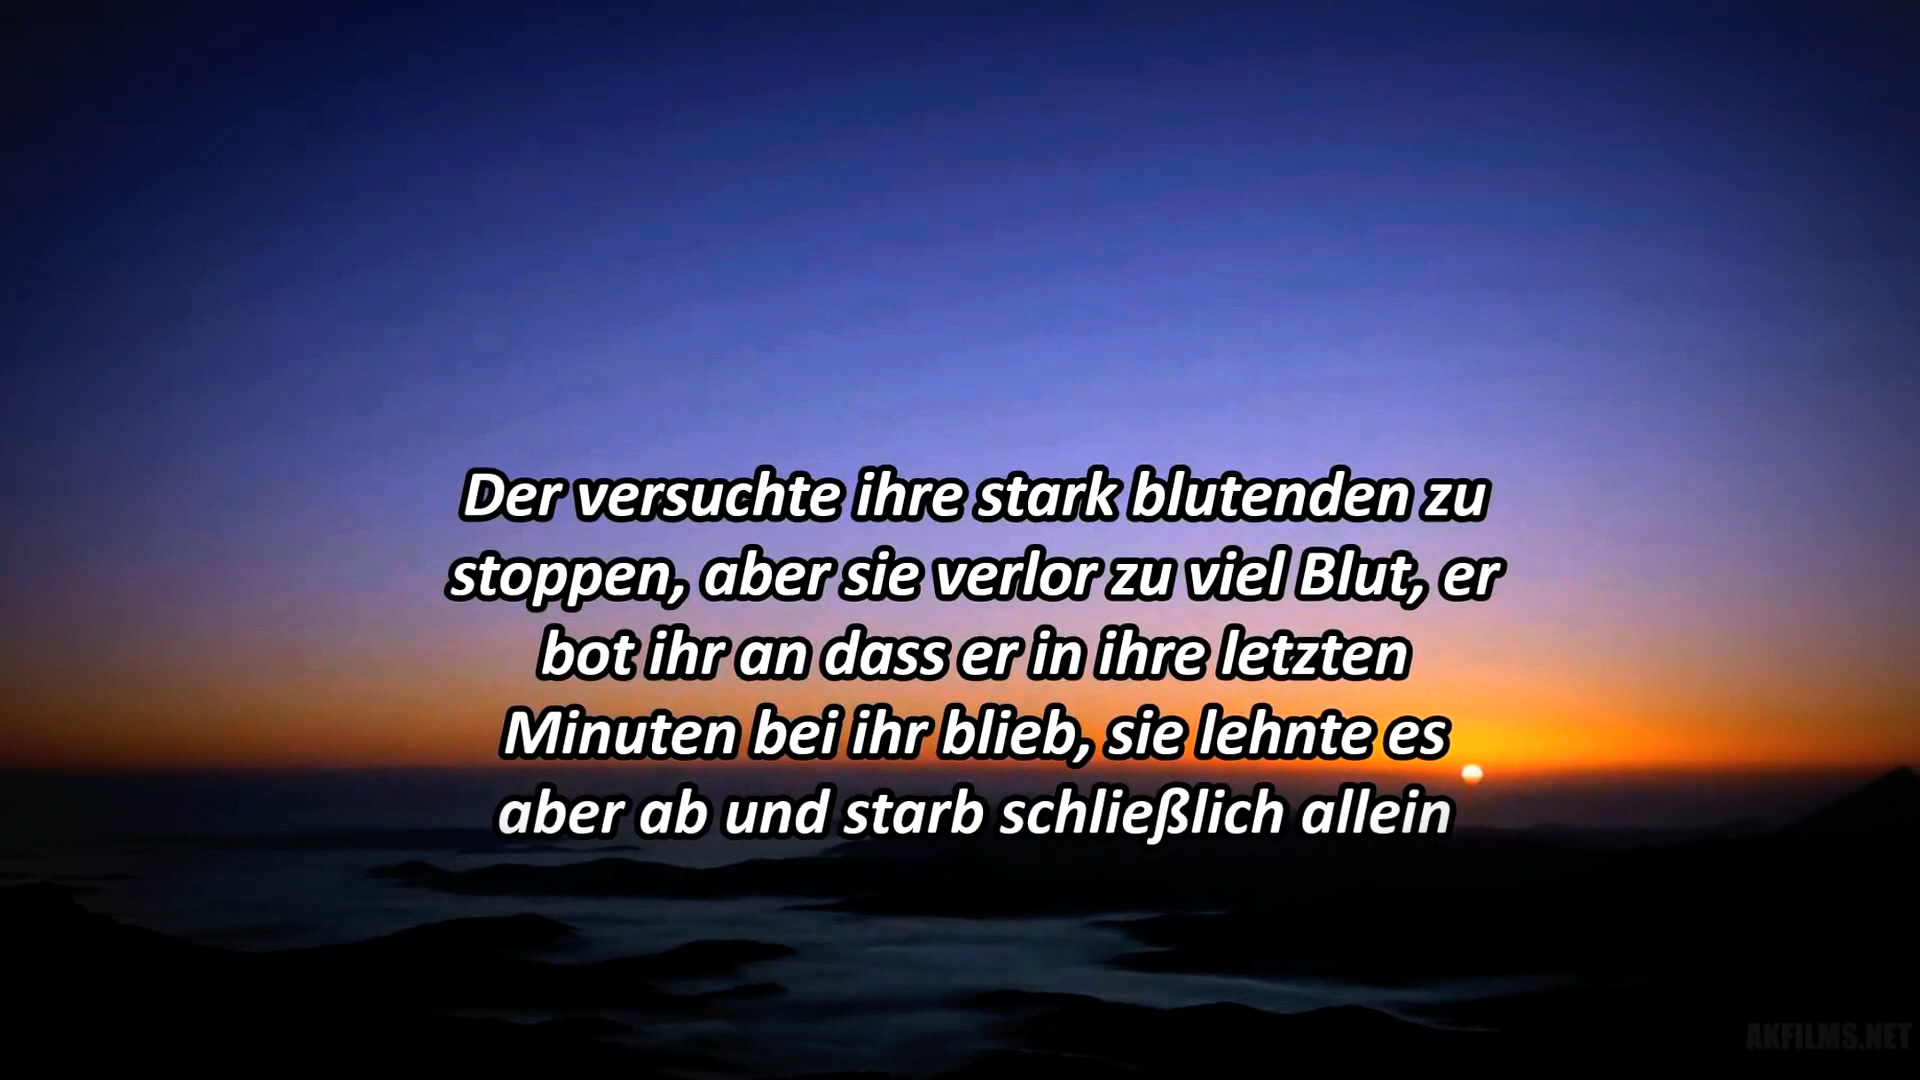 Der versuchte ihre stark blutenden zu
stoppen, aber sie verlor zu viel Blut, er
bot ihr an dass er in ihre letzten
Minuten bei ihr blieb, sie lehnte es
aber ab und starb schließlich allein
AKFILMS.NET